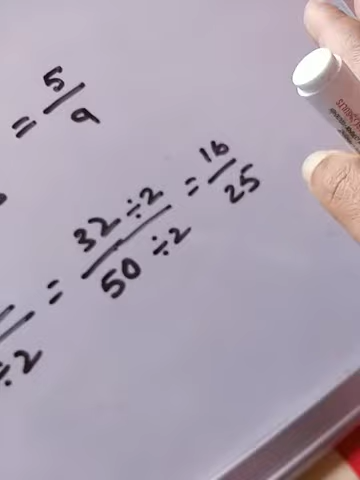 = 5/9
÷2 = 32÷2/50÷2 = 16/25